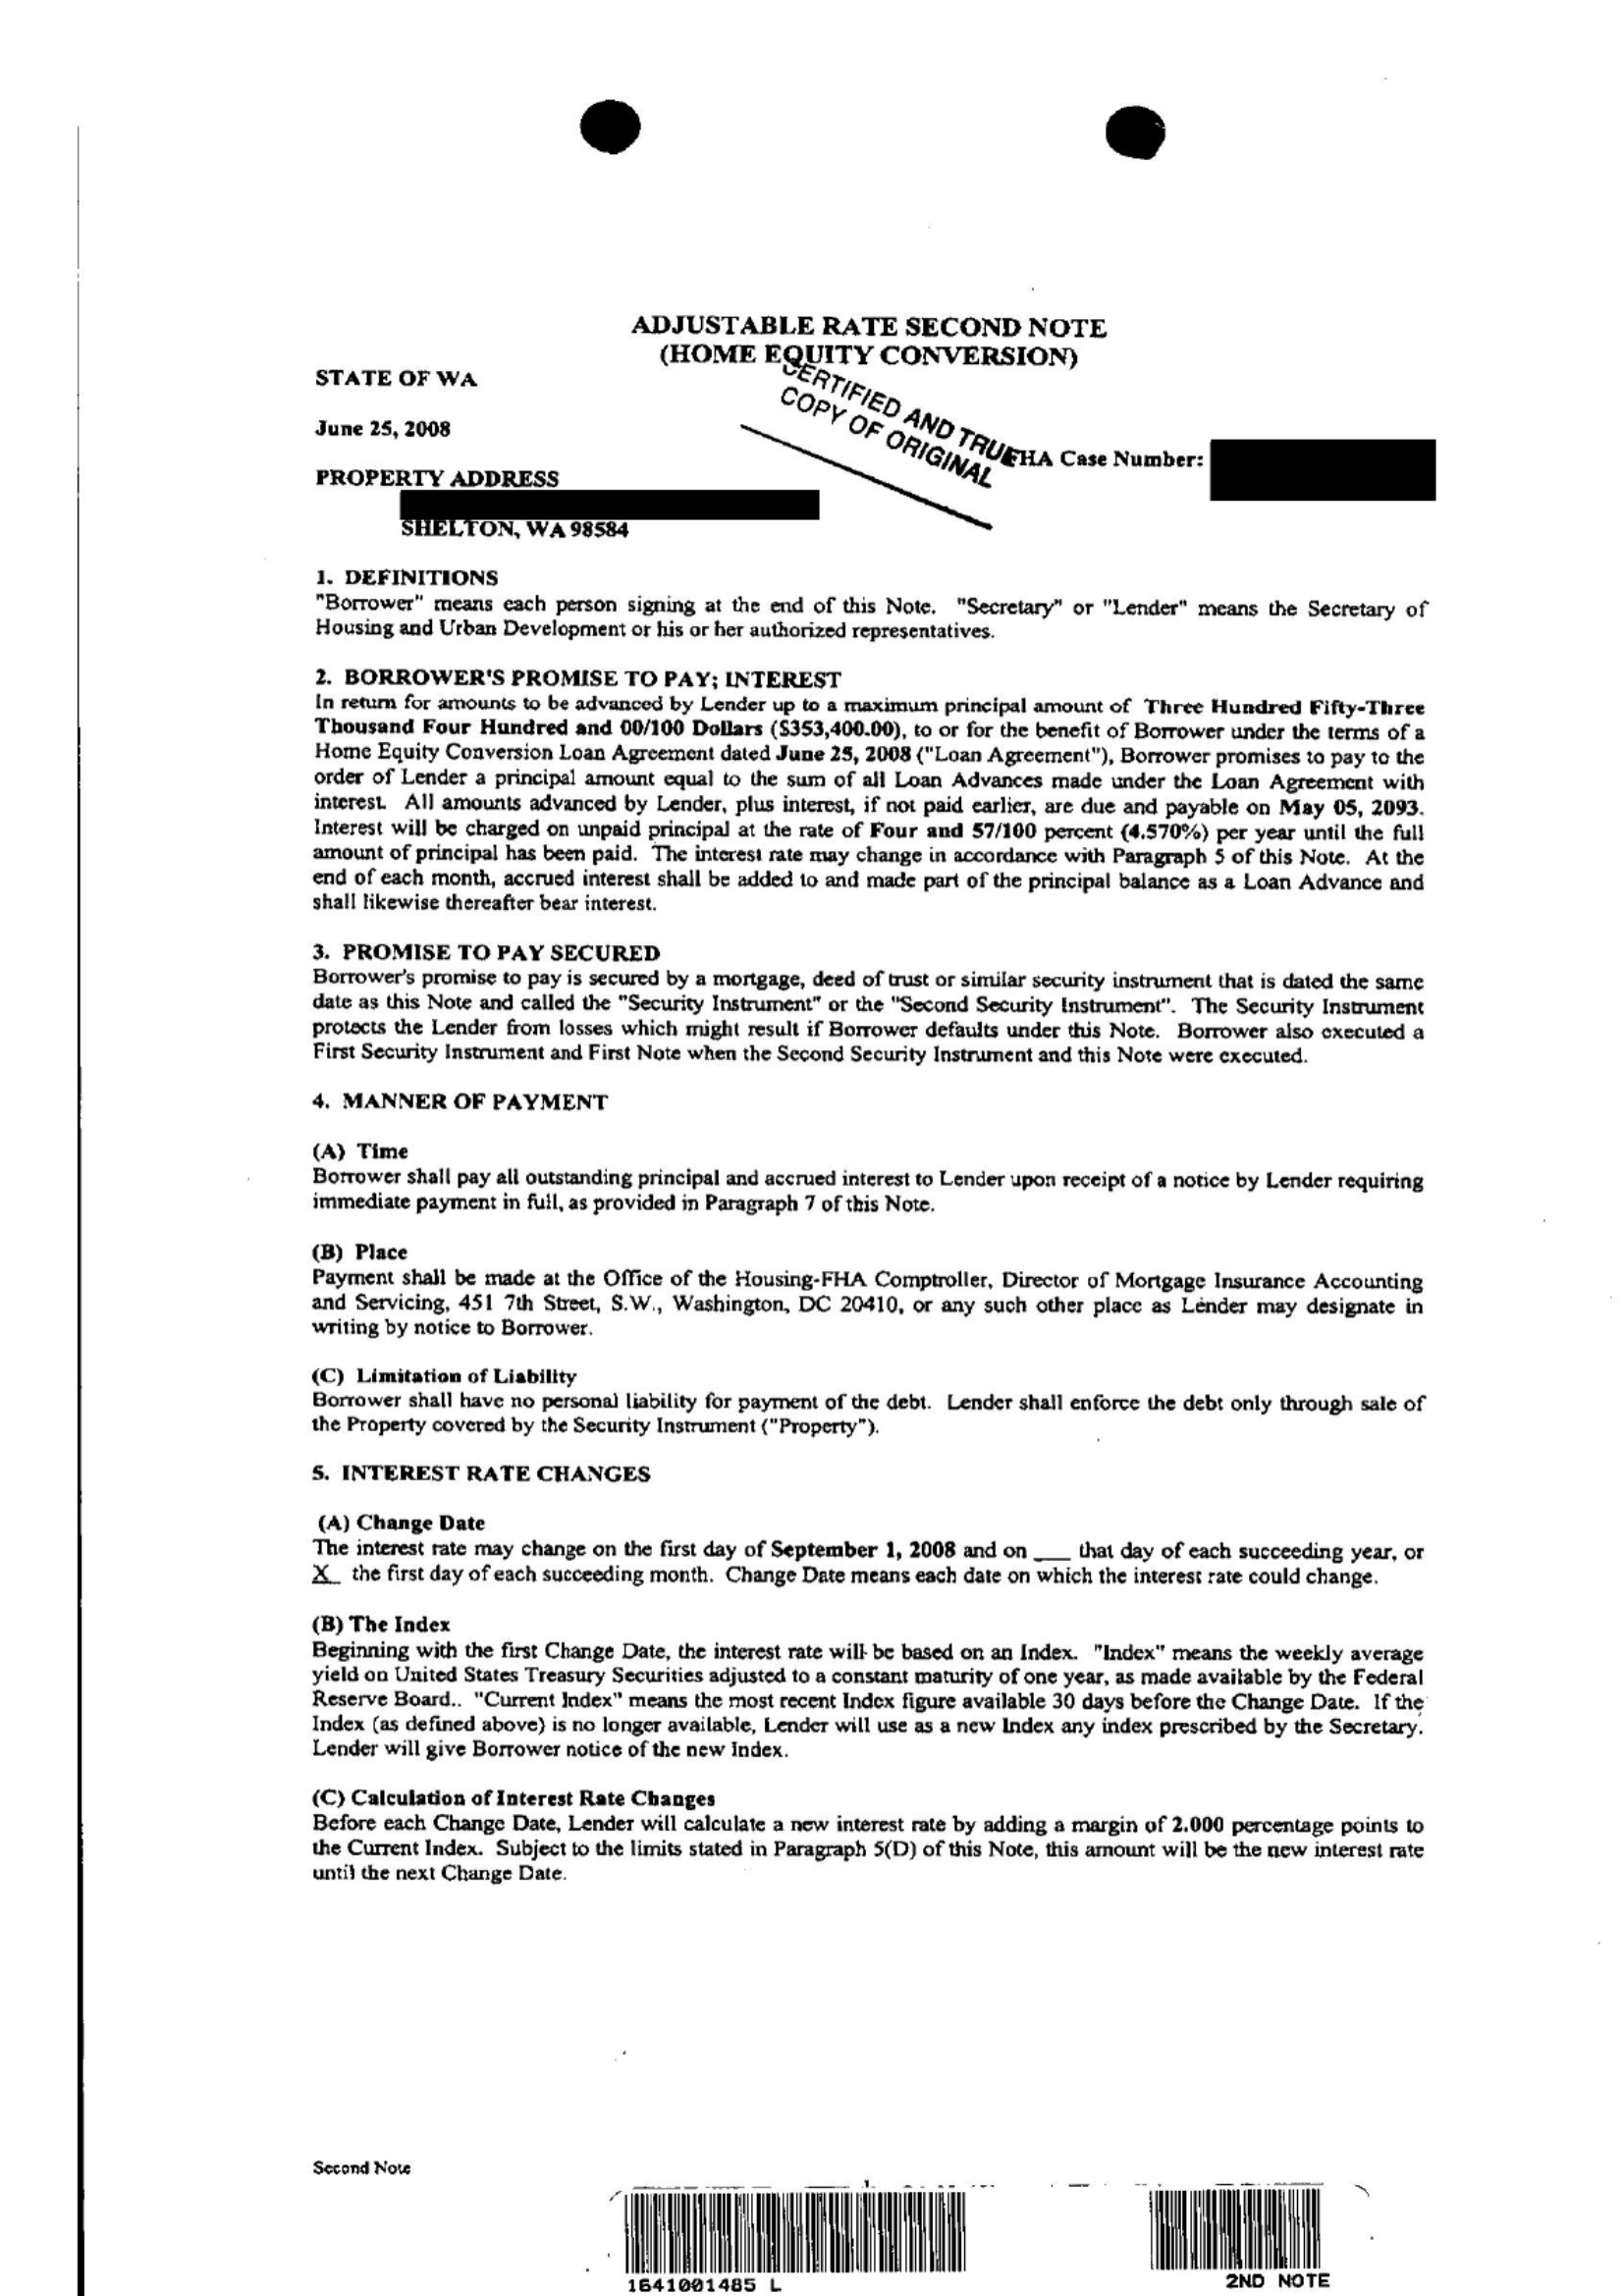 ADJUSTABLE RATE SECOND NOTE
(HOME EQUITY CONVERSION)
STATE OF WA
CERTIFIED AND TRUE
COPY OF ORIGINAL
June 25, 2008
FHA Case Number:
PROPERTY ADDRESS
SHELTON, WA 98584
1. DEFINITIONS
"Borrower" means each person signing at the end of this Note. "Secretary" or "Lender" means the Secretary of
Housing and Urban Development or his or her authorized representatives.
2. BORROWER'S PROMISE TO PAY; INTEREST
In return for amounts to be advanced by Lender up to a maximum principal amount of Three Hundred Fifty-Three
Thousand Four Hundred and 00/100 Dollars ($353,400.00), to or for the benefit of Borrower under the terms of a
Home Equity Conversion Loan Agreement dated June 25, 2008 ("Loan Agreement"), Borrower promises to pay to the
order of Lender a principal amount equal to the sum of all Loan Advances made under the Loan Agreement with
interest. All amounts advanced by Lender, plus interest, if not paid earlier, are due and payable on May 05, 2093.
Interest will be charged on unpaid principal at the rate of Four and 57/100 percent (4.570%) per year until the full
amount of principal has been paid. The interest rate may change in accordance with Paragraph 5 of this Note. At the
end of each month, accrued interest shall be added to and made part of the principal balance as a Loan Advance and
shall likewise thereafter bear interest.
3. PROMISE TO PAY SECURED
Borrower's promise to pay is secured by a mortgage, deed of trust or similar security instrument that is dated the same
date as this Note and called the "Security Instrument" or the "Second Security Instrument". The Security Instrument
protects the Lender from losses which might result if Borrower defaults under this Note. Borrower also executed a
First Security Instrument and First Note when the Second Security Instrument and this Note were executed.
4. MANNER OF PAYMENT
(A) Time
Borrower shall pay all outstanding principal and accrued interest to Lender upon receipt of a notice by Lender requiring
immediate payment in full, as provided in Paragraph 7 of this Note.
(B) Place
Payment shall be made at the Office of the Housing-FHA Comptroller, Director of Mortgage Insurance Accounting
and Servicing, 451 7th Street, S.W., Washington, DC 20410, or any such other place as Lender may designate in
writing by notice to Borrower.
(C) Limitation of Liability
Borrower shall have no personal liability for payment of the debt. Lender shall enforce the debt only through sale of
the Property covered by the Security Instrument ("Property").
5. INTEREST RATE CHANGES
(A) Change Date
The interest rate may change on the first day of September 1, 2008 and on ___ that day of each succeeding year, or
X_ the first day of each succeeding month. Change Date means each date on which the interest rate could change.
(B) The Index
Beginning with the first Change Date, the interest rate will be based on an Index. "Index" means the weekly average
yield on United States Treasury Securities adjusted to a constant maturity of one year, as made available by the Federal
Reserve Board.. "Current Index" means the most recent Index figure available 30 days before the Change Date. If the
Index (as defined above) is no longer available, Lender will use as a new Index any index prescribed by the Secretary.
Lender will give Borrower notice of the new Index.
(C) Calculation of Interest Rate Changes
Before each Change Date, Lender will calculate a new interest rate by adding a margin of 2.000 percentage points to
the Current Index. Subject to the limits stated in Paragraph 5(D) of this Note, this amount will be the new interest rate
until the next Change Date.
Second Note
1641001485 L
2ND NOTE